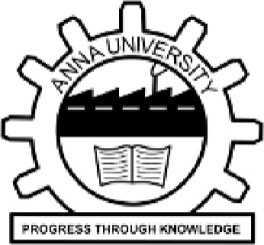 ANNA UNIVERSITY
PROGRESS THROUGH KNOWLEDGE